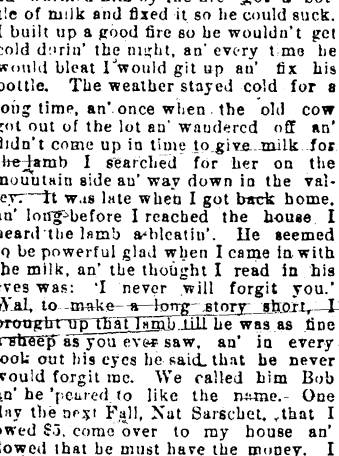 tle of milk and fixed it so he could suck.
I built up a good fire so he wouldn't get
cold durin' the night, an' every time he
would bleat I would git up an' fix his
bottle. The weather stayed cold for a
long time, an' once when the old cow
got out of the lot an' wandered off an'
didn't come up in time to give milk for
the lamb I searched for her on the
mountain side an' way down in the val-
ey. It was late when I got back home,
an' long before I reached the house I
heard the lamb a-bleatin'. He seemed
to be powerful glad when I came in with
the milk, an' the thought I read in his
eyes was: 'I never will forgit you.'
Wal, to make a long story short, I
brought up that lamb till he was as fine
a sheep as you ever saw, an' in every
look out his eyes he said that he never
would forgit me. We called him Bob
an' he 'peared to like the name. One
day the next Fall, Nat Sarschet, that I
owed $5, come over to my house an'
lowed that he must have the money. I